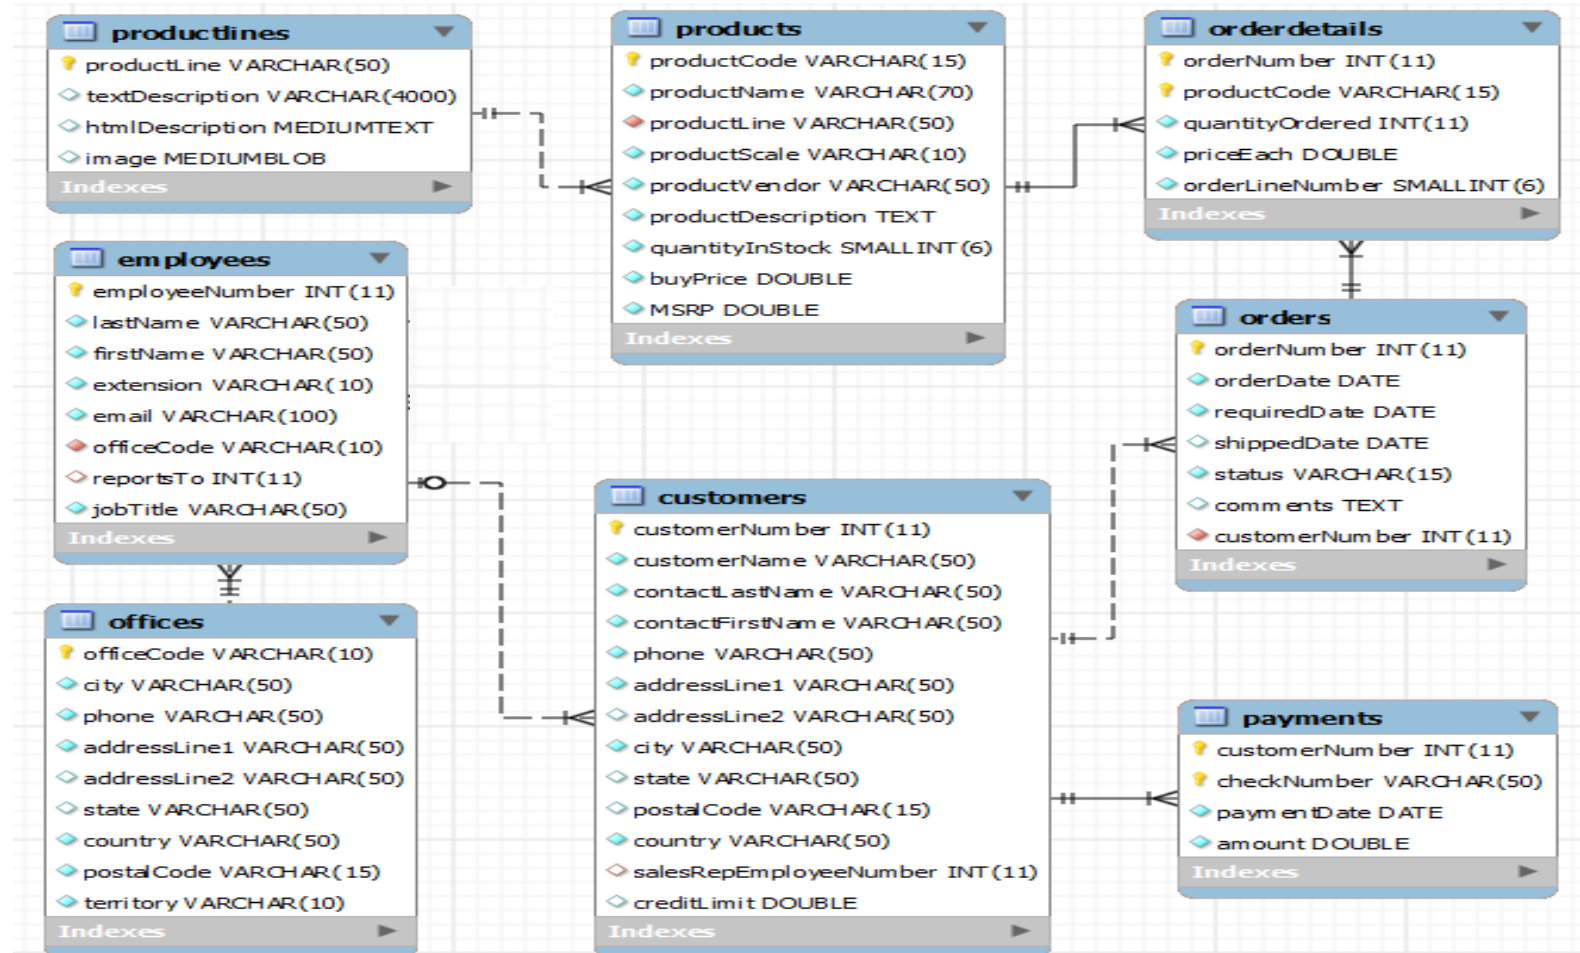 productlines
productLine VARCHAR(50)
textDescription VARCHAR(4000)
htmlDescription MEDIUMTEXT
image MEDIUMBLOB
Indexes
products
productCode VARCHAR(15)
productName VARCHAR(70)
productLine VARCHAR(50)
productScale VARCHAR(10)
productVendor VARCHAR(50)
productDescription TEXT
quantityInStock SMALLINT(6)
buyPrice DOUBLE
MSRP DOUBLE
Indexes
orderdetails
orderNumber INT(11)
productCode VARCHAR(15)
quantityOrdered INT(11)
priceEach DOUBLE
orderLineNumber SMALLINT(6)
Indexes
employees
employeeNumber INT(11)
lastName VARCHAR(50)
firstName VARCHAR(50)
extension VARCHAR(10)
email VARCHAR(100)
officeCode VARCHAR(10)
reportsTo INT(11)
jobTitle VARCHAR(50)
Indexes
orders
orderNumber INT(11)
orderDate DATE
requiredDate DATE
shippedDate DATE
status VARCHAR(15)
comments TEXT
customerNumber INT(11)
Indexes
customers
customerNumber INT(11)
customerName VARCHAR(50)
contactLastName VARCHAR(50)
contactFirstName VARCHAR(50)
phone VARCHAR(50)
addressLine1 VARCHAR(50)
addressLine2 VARCHAR(50)
city VARCHAR(50)
state VARCHAR(50)
postalCode VARCHAR(15)
country VARCHAR(50)
salesRepEmployeeNumber INT(11)
creditLimit DOUBLE
Indexes
offices
officeCode VARCHAR(10)
city VARCHAR(50)
phone VARCHAR(50)
addressLine1 VARCHAR(50)
addressLine2 VARCHAR(50)
state VARCHAR(50)
country VARCHAR(50)
postalCode VARCHAR(15)
territory VARCHAR(10)
Indexes
payments
customerNumber INT(11)
checkNumber VARCHAR(50)
paymentDate DATE
amount DOUBLE
Indexes